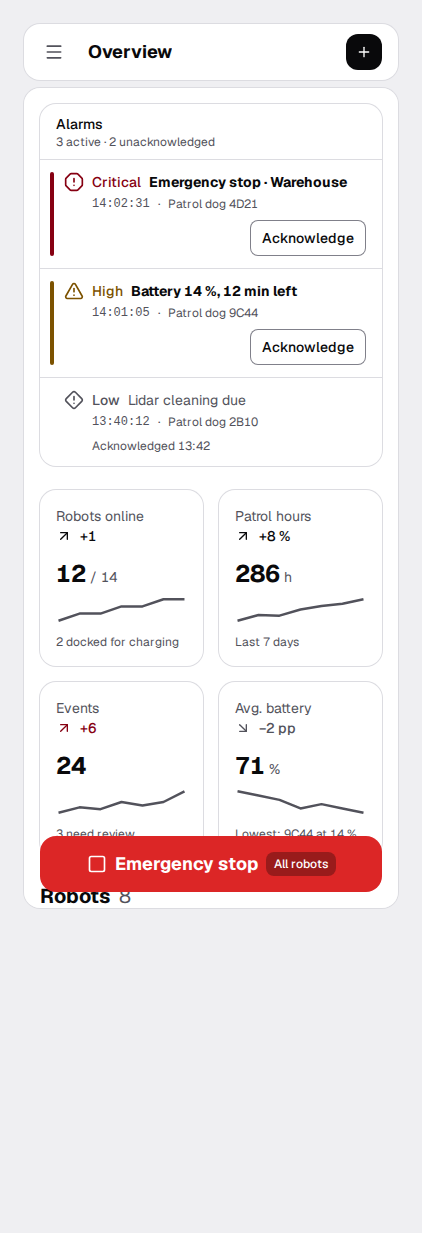 Overview
Alarms
3 active · 2 unacknowledged
Critical Emergency stop · Warehouse
14:02:31 · Patrol dog 4D21
Acknowledge
High Battery 14 %, 12 min left
14:01:05 · Patrol dog 9C44
Acknowledge
Low Lidar cleaning due
13:40:12 · Patrol dog 2B10
Acknowledged 13:42
Robots online
+1
12 / 14
2 docked for charging
Patrol hours
+8 %
286 h
Last 7 days
Events
+6
24
3 need review
Avg. battery
−2 pp
71 %
Lowest: 9C44 at 14 %
Emergency stop All robots
Robots 8